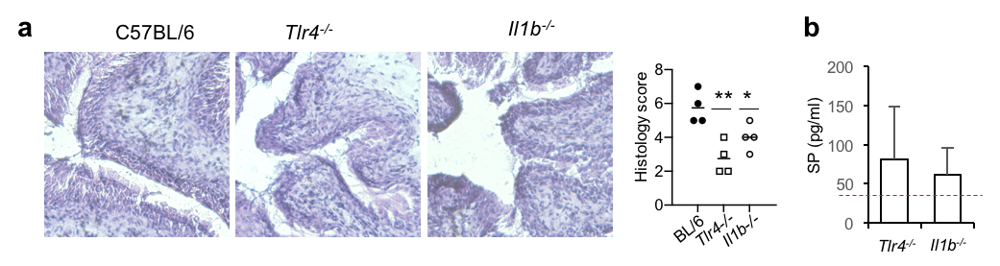 a
C57BL/6
Tlr4-/-
Il1b-/-
Histology score
8
6
4
2
0
** *
BL/6
Tlr4-/-
Il1b-/-
b
SP (pg/ml)
200
150
100
50
0
Tlr4-/-
Il1b-/-